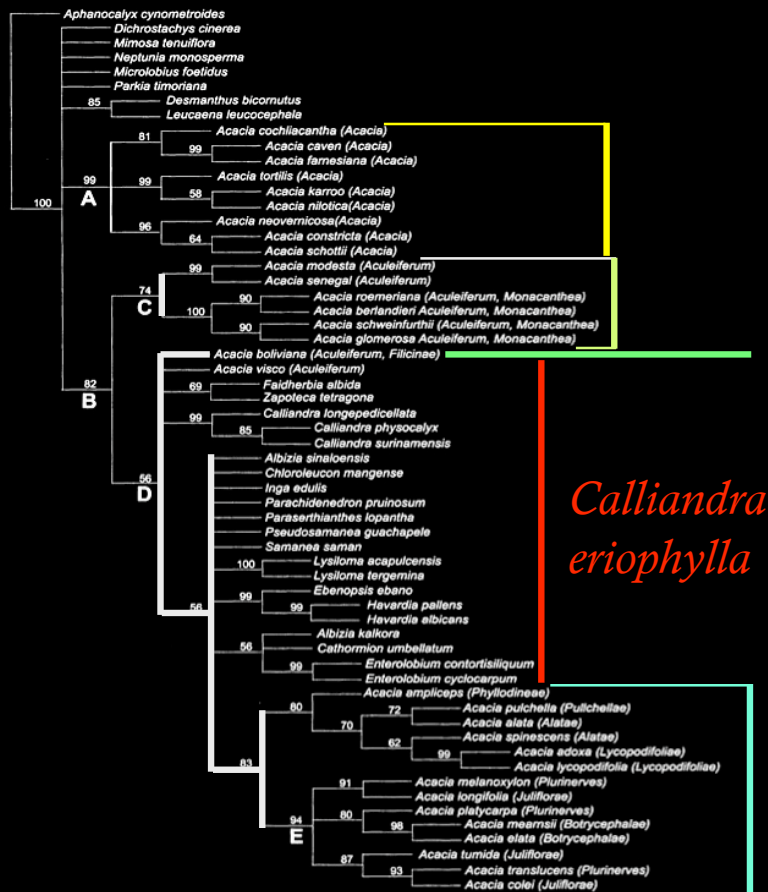 Aphanocalyx cynometroides
Dichrostachys cinerea
Mimosa tenuiflora
Neptunia monosperma
Microlobius foetidus
Parkia timoriana
85 Desmanthus bicornutus
Leucaena leucocephala
81 Acacia cochliacantha (Acacia)
99 Acacia caven (Acacia)
Acacia farnesiana (Acacia)
99 A
99 Acacia tortilis (Acacia)
58 Acacia karroo (Acacia)
Acacia nilotica(Acacia)
100
96 Acacia neovernicosa(Acacia)
64 Acacia constricta (Acacia)
Acacia schottii (Acacia)
74 C
99 Acacia modesta (Aculeiferum)
Acacia senegal (Aculeiferum)
100
90 Acacia roemeriana (Aculeiferum, Monacanthea)
Acacia berlandieri Aculeiferum, Monacanthea)
90 Acacia schweinfurthii (Aculeiferum, Monacanthea)
Acacia glomerosa Aculeiferum, Monacanthea)
82 B
Acacia boliviana (Aculeiferum, Filicinae)
Acacia visco (Aculeiferum)
69 Faidherbia albida
Zapoteca tetragona
99 Calliandra longepedicellata
85 Calliandra physocalyx
Calliandra surinamensis
56 D
Albizia sinaloensis
Chloroleucon mangense
Inga edulis
Parachidenedron pruinosum
Paraserthianthes lopantha
Pseudosamanea guachapele
Samanea saman
Calliandra
eriophylla
100 Lysiloma acapulcensis
Lysiloma tergemina
56
99 Ebenopsis ebano
99 Havardia pallens
Havardia albicans
56 Albizia kalkora
Cathormion umbellatum
99 Enterolobium contortisiliquum
Enterolobium cyclocarpum
80 Acacia ampliceps (Phyllodineae)
72 Acacia pulchella (Pullchellae)
Acacia alata (Alatae)
70
62 Acacia spinescens (Alatae)
99 Acacia adoxa (Lycopodifoliae)
Acacia lycopodifolia (Lycopodifoliae)
83
91 Acacia melanoxylon (Plurinerves)
Acacia longifolia (Juliflorae)
94 E
80 Acacia platycarpa (Plurinerves)
98 Acacia mearnsii (Botrycephalae)
Acacia elata (Botrycephalae)
87 Acacia tumida (Juliflorae)
93 Acacia translucens (Plurinerves)
Acacia colei (Juliflorae)